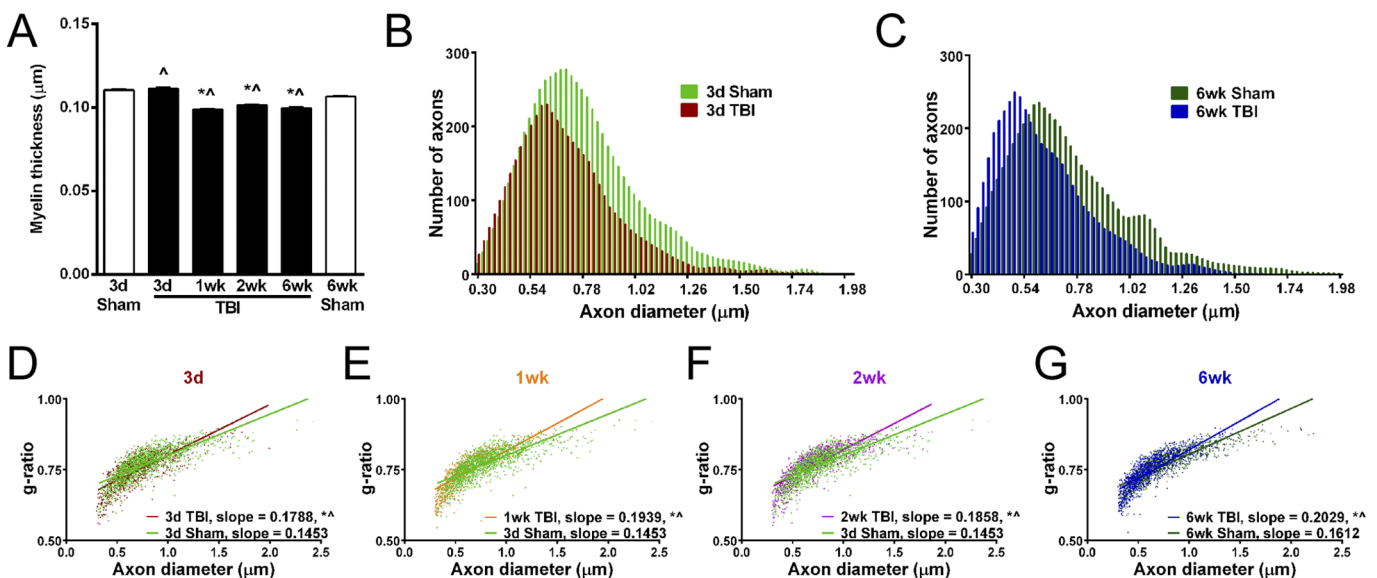 A
Myelin thickness (μm)
0.15
0.10
0.05
0.00
^
*^
*^
*^
3d
Sham
3d
1wk
2wk
6wk
TBI
6wk
Sham
B
Number of axons
300
200
100
0
3d Sham
3d TBI
0.30 0.54 0.78 1.02 1.26 1.50 1.74 1.98
Axon diameter (μm)
C
Number of axons
300
200
100
0
6wk Sham
6wk TBI
0.30 0.54 0.78 1.02 1.26 1.50 1.74 1.98
Axon diameter (μm)
D
3d
g-ratio
1.00
0.75
0.50
3d TBI, slope = 0.1788, *^
3d Sham, slope = 0.1453
0.0 0.5 1.0 1.5 2.0 2.5
Axon diameter (μm)
E
1wk
g-ratio
1.00
0.75
0.50
1wk TBI, slope = 0.1939, *^
3d Sham, slope = 0.1453
0.0 0.5 1.0 1.5 2.0 2.5
Axon diameter (μm)
F
2wk
g-ratio
1.00
0.75
0.50
2wk TBI, slope = 0.1858, *^
3d Sham, slope = 0.1453
0.0 0.5 1.0 1.5 2.0 2.5
Axon diameter (μm)
G
6wk
g-ratio
1.00
0.75
0.50
6wk TBI, slope = 0.2029, *^
6wk Sham, slope = 0.1612
0.0 0.5 1.0 1.5 2.0 2.5
Axon diameter (μm)